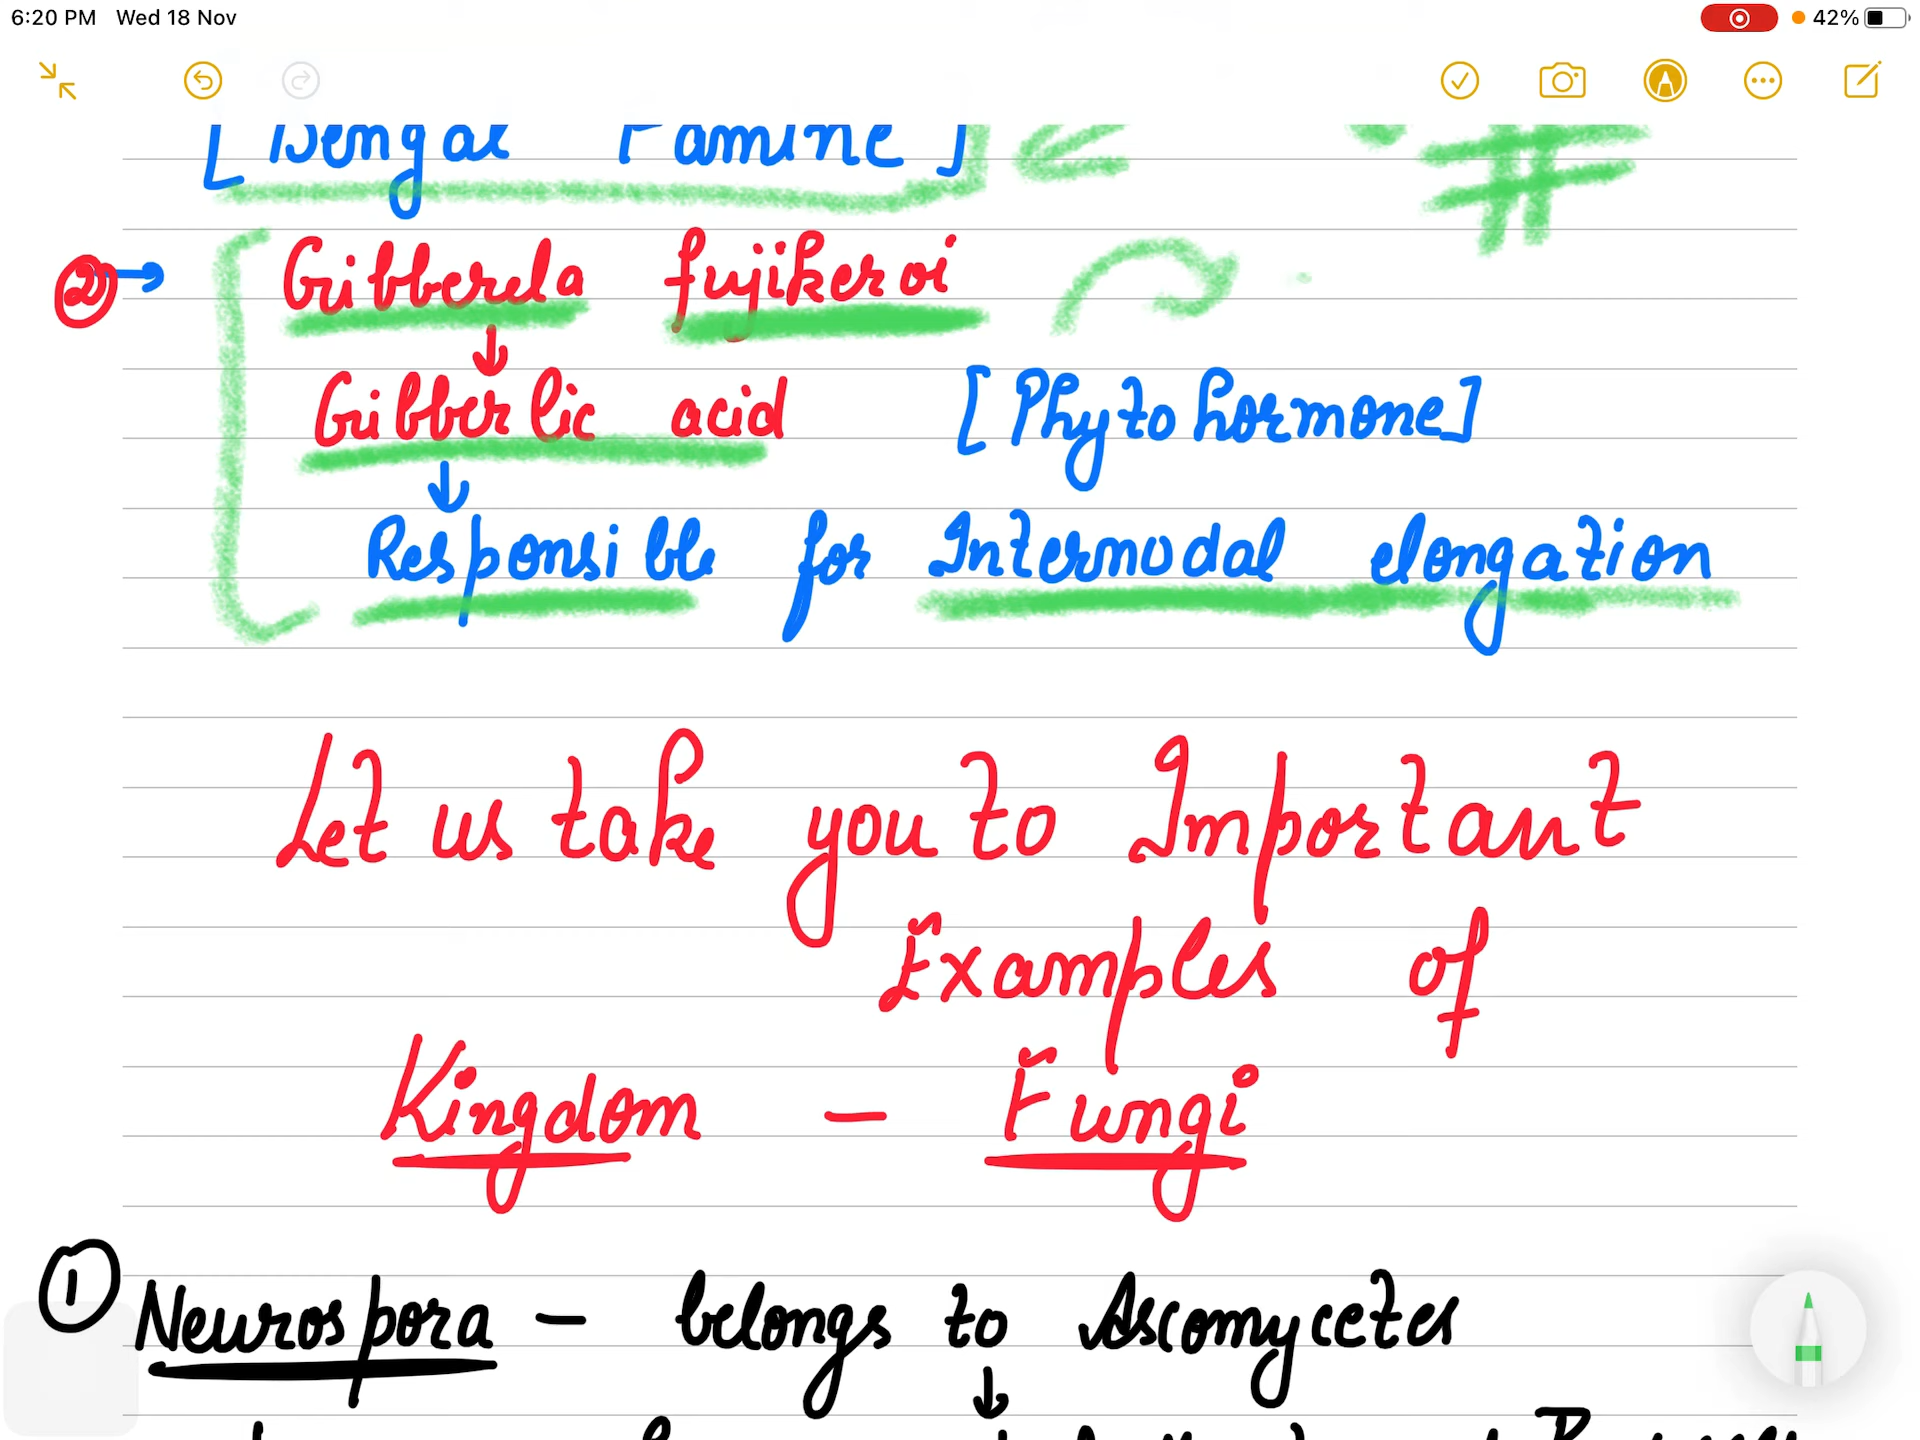 6:20 PM Wed 18 Nov 42%
[Bengal Famine]
② → Gibberela fujikeroi
↓
Gibberlic acid [Phytohormone]
↓
Responsible for Internodal elongation
Let us take you to Important
Examples of
Kingdom - Fungi
① Neurospora - belongs to Ascomycetes
↓